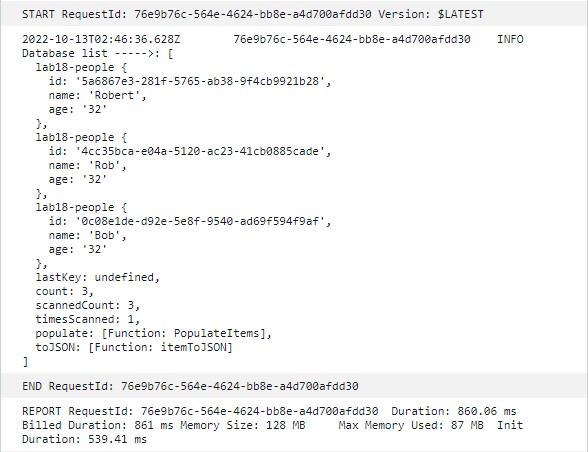 START RequestId: 76e9b76c-564e-4624-bb8e-a4d700afdd30 Version: $LATEST
2022-10-13T02:46:36.628Z 76e9b76c-564e-4624-bb8e-a4d700afdd30 INFO
Database list ----->: [
lab18-people {
id: '5a6867e3-281f-5765-ab38-9f4cb9921b28',
name: 'Robert',
age: '32'
},
lab18-people {
id: '4cc35bca-e04a-5120-ac23-41cb0885cade',
name: 'Rob',
age: '32'
},
lab18-people {
id: '0c08e1de-d92e-5e8f-9540-ad69f594f9af',
name: 'Bob',
age: '32'
},
lastKey: undefined,
count: 3,
scannedCount: 3,
timesScanned: 1,
populate: [Function: PopulateItems],
toJSON: [Function: itemToJSON]
]
END RequestId: 76e9b76c-564e-4624-bb8e-a4d700afdd30
REPORT RequestId: 76e9b76c-564e-4624-bb8e-a4d700afdd30 Duration: 860.06 ms
Billed Duration: 861 ms Memory Size: 128 MB Max Memory Used: 87 MB Init
Duration: 539.41 ms